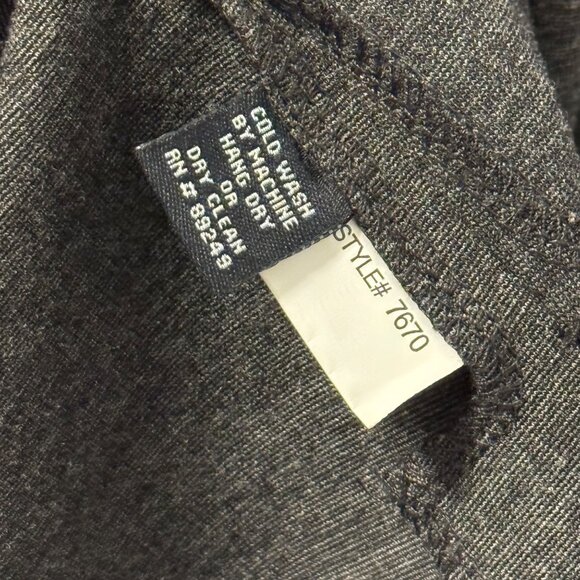 COLD WASH
BY MACHINE
HANG DRY
OR
DRY CLEAN
RN # 89249
STYLE# 7670